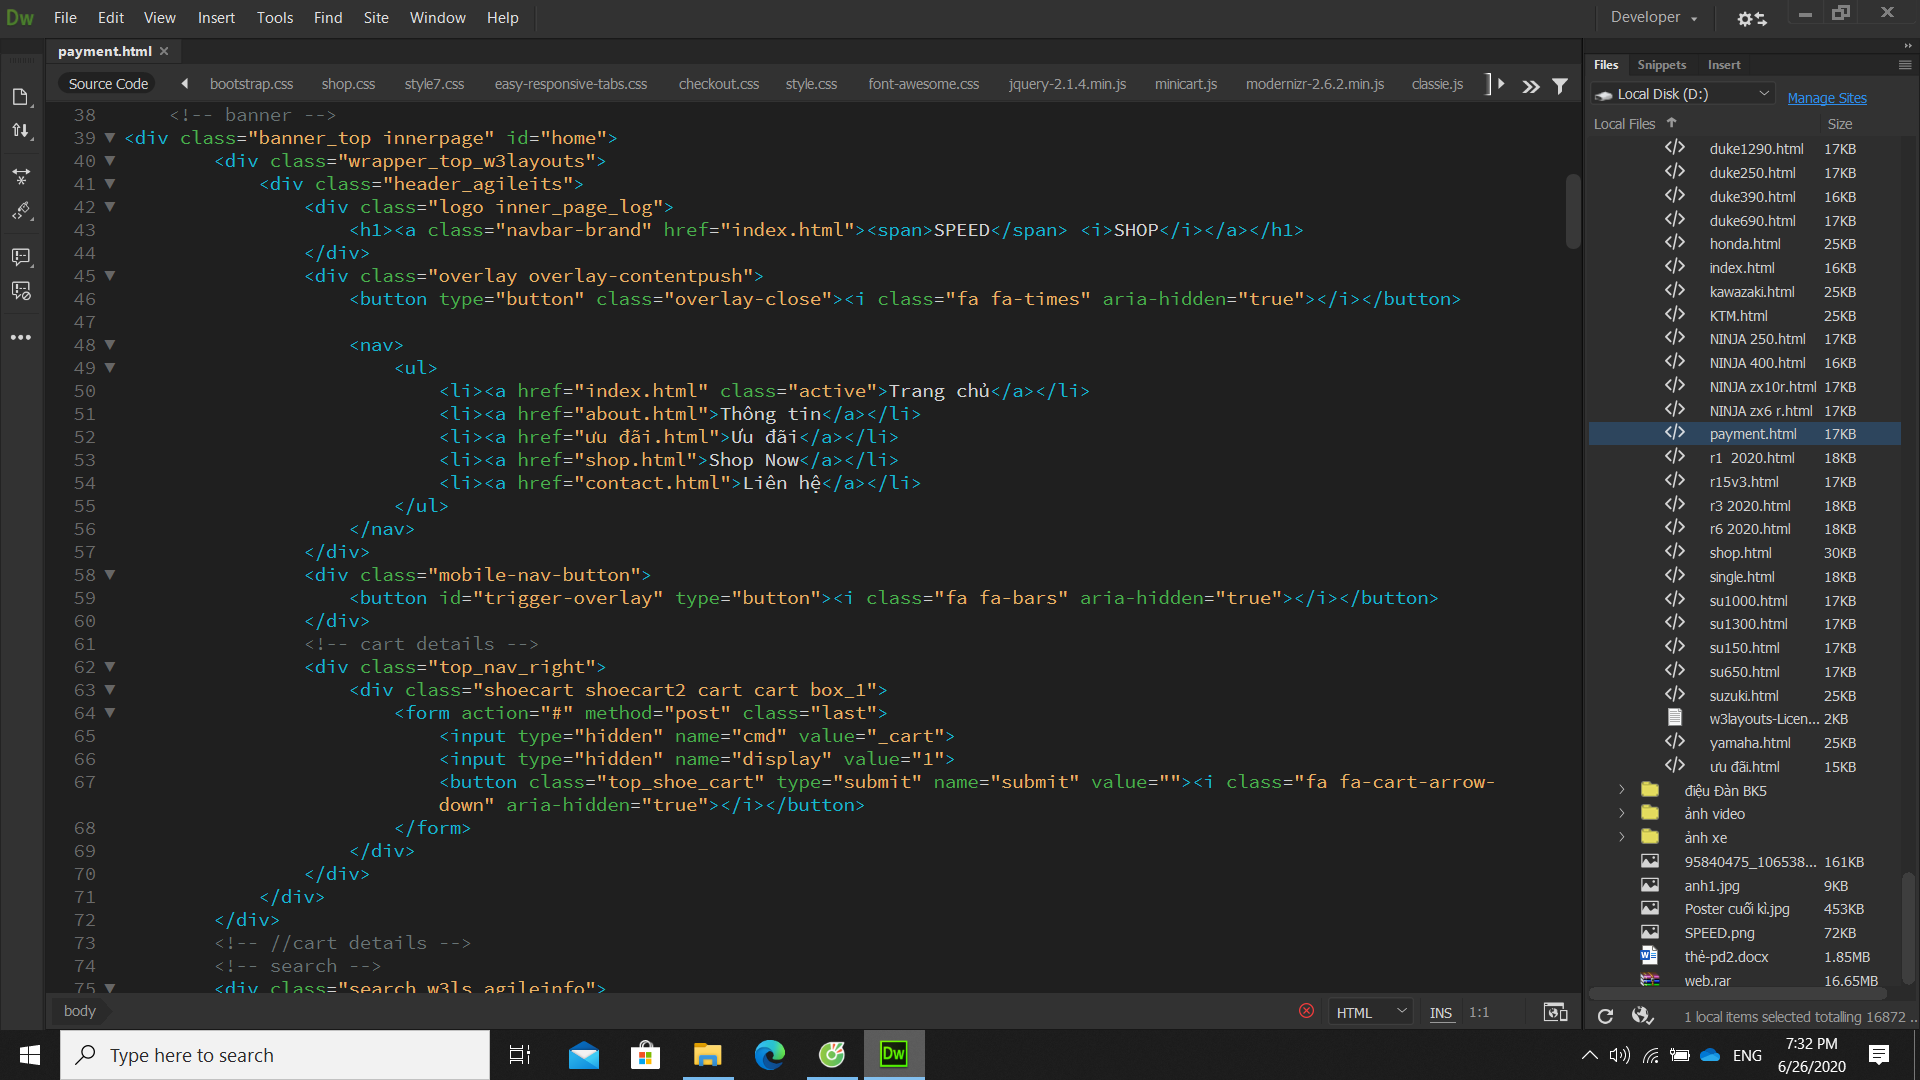 Dw File Edit View Insert Tools Find Site Window Help Developer
payment.html
Source Code bootstrap.css shop.css style7.css easy-responsive-tabs.css checkout.css style.css font-awesome.css jquery-2.1.4.min.js minicart.js modernizr-2.6.2.min.js classie.js
38 <!-- banner -->
39 <div class="banner_top innerpage" id="home">
40 <div class="wrapper_top_w3layouts">
41 <div class="header_agileits">
42 <div class="logo inner_page_log">
43 <h1><a class="navbar-brand" href="index.html"><span>SPEED</span> <i>SHOP</i></a></h1>
44 </div>
45 <div class="overlay overlay-contentpush">
46 <button type="button" class="overlay-close"><i class="fa fa-times" aria-hidden="true"></i></button>
47
48 <nav>
49 <ul>
50 <li><a href="index.html" class="active">Trang chủ</a></li>
51 <li><a href="about.html">Thông tin</a></li>
52 <li><a href="ưu đãi.html">Ưu đãi</a></li>
53 <li><a href="shop.html">Shop Now</a></li>
54 <li><a href="contact.html">Liên hệ</a></li>
55 </ul>
56 </nav>
57 </div>
58 <div class="mobile-nav-button">
59 <button id="trigger-overlay" type="button"><i class="fa fa-bars" aria-hidden="true"></i></button>
60 </div>
61 <!-- cart details -->
62 <div class="top_nav_right">
63 <div class="shoecart shoecart2 cart cart box_1">
64 <form action="#" method="post" class="last">
65 <input type="hidden" name="cmd" value="_cart">
66 <input type="hidden" name="display" value="1">
67 <button class="top_shoe_cart" type="submit" name="submit" value=""><i class="fa fa-cart-arrow-
down" aria-hidden="true"></i></button>
68 </form>
69 </div>
70 </div>
71 </div>
72 </div>
73 <!-- //cart details -->
74 <!-- search -->
75 <div class="search_w3ls_agileinfo">
body HTML INS 1:1
Files Snippets Insert
Local Disk (D:) Manage Sites
Local Files Size
duke1290.html 17KB
duke250.html 17KB
duke390.html 16KB
duke690.html 17KB
honda.html 25KB
index.html 16KB
kawazaki.html 25KB
KTM.html 25KB
NINJA 250.html 17KB
NINJA 400.html 16KB
NINJA zx10r.html 17KB
NINJA zx6 r.html 17KB
payment.html 17KB
r1 2020.html 18KB
r15v3.html 17KB
r3 2020.html 18KB
r6 2020.html 18KB
shop.html 30KB
single.html 18KB
su1000.html 17KB
su1300.html 17KB
su150.html 17KB
su650.html 17KB
suzuki.html 25KB
w3layouts-Licen... 2KB
yamaha.html 25KB
ưu đãi.html 15KB
điệu Đàn BK5
ảnh video
ảnh xe
95840475_106538... 161KB
anh1.jpg 9KB
Poster cuối kì.jpg 453KB
SPEED.png 72KB
thẻ-pd2.docx 1.85MB
web.rar 16.65MB
1 local items selected totalling 16872 ..
Type here to search
Dw
ENG
7:32 PM
6/26/2020